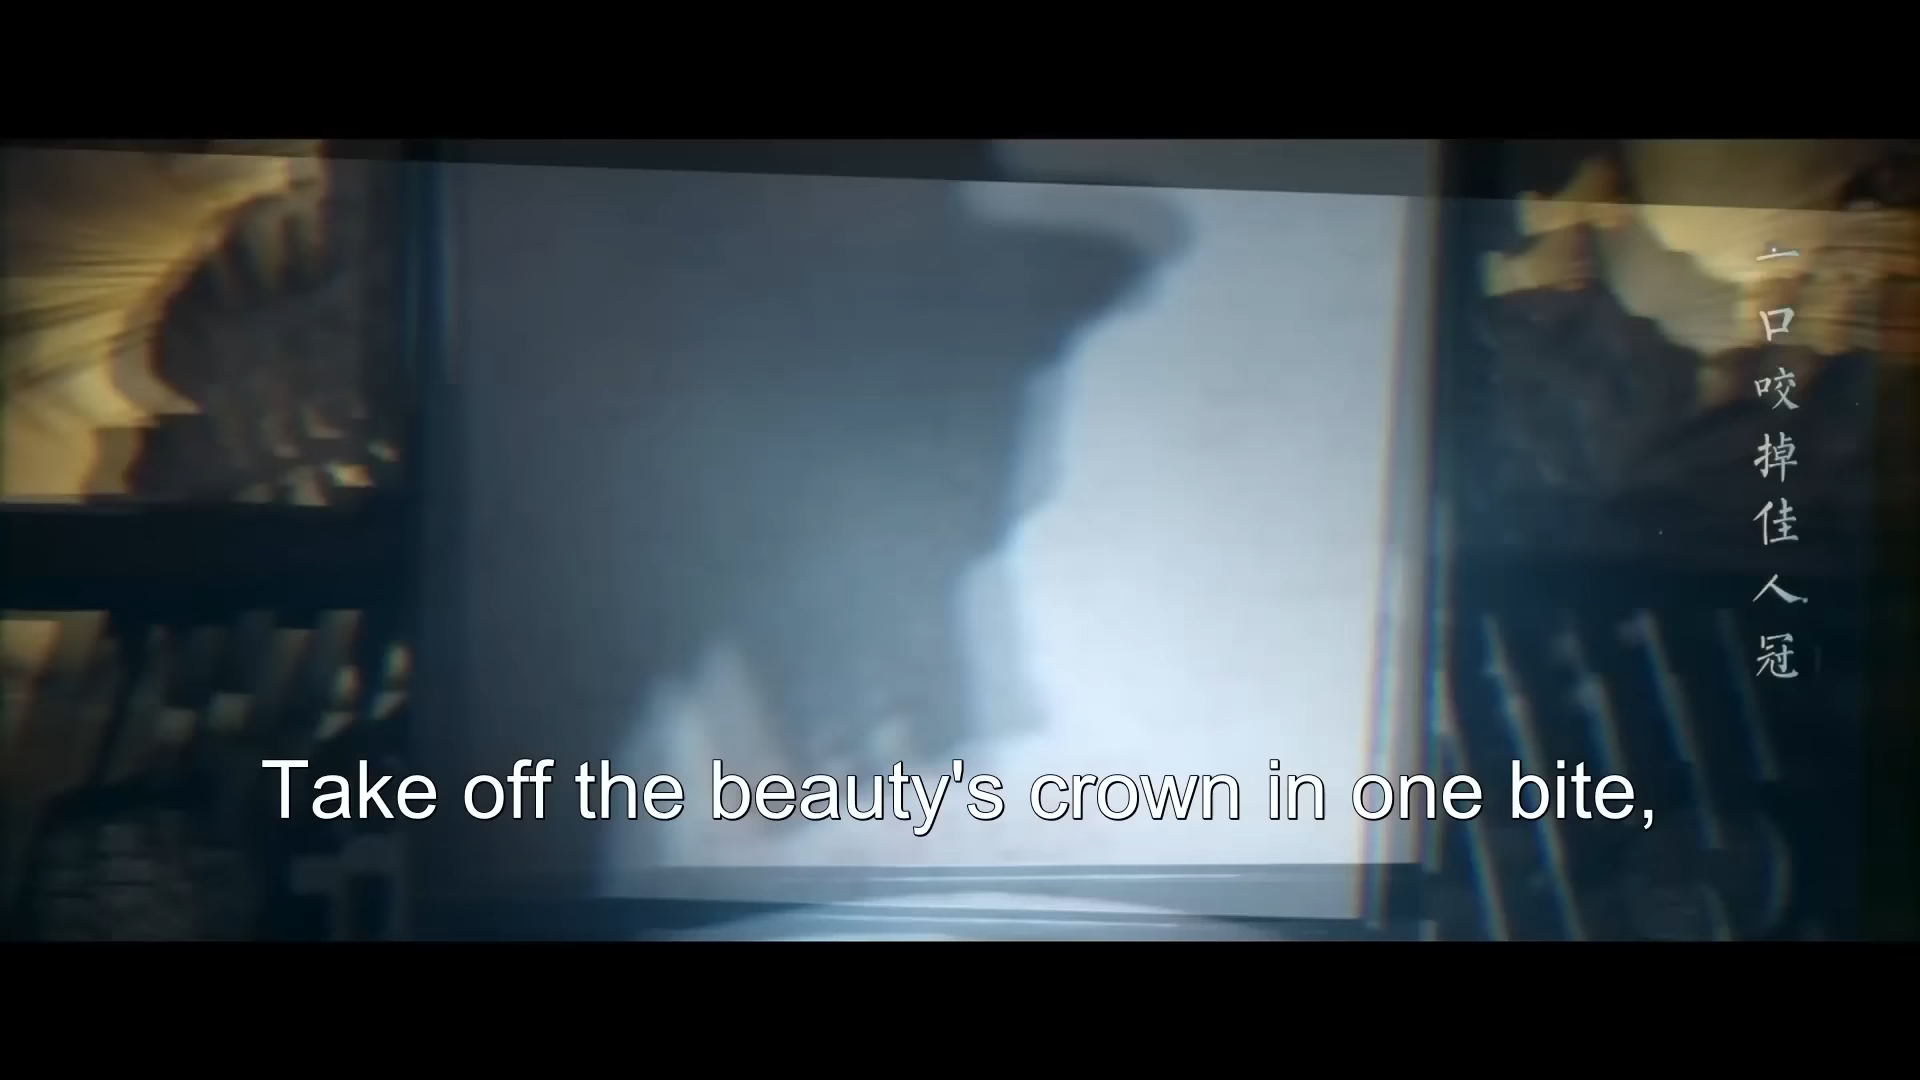 一口咬掉佳人冠
Take off the beauty's crown in one bite,